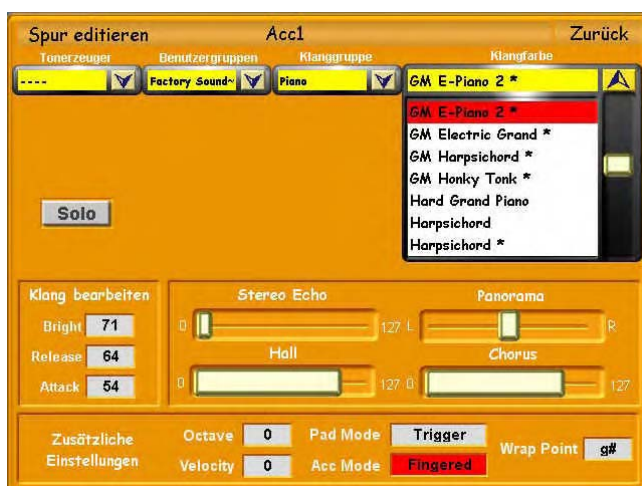 Spur editieren Acc1 Zurück
Tonerzeuger Benutzergruppen Klanggruppe Klangfarbe
---- Factory Sound~ Piano GM E-Piano 2 *
GM E-Piano 2 *
GM Electric Grand *
GM Harpsichord *
GM Honky Tonk *
Hard Grand Piano
Harpsichord
Harpsichord *
Solo
Klang bearbeiten
Bright 71
Release 64
Attack 54
Stereo Echo Panorama
0 127 L R
Hall Chorus
0 127 0 127
Zusätzliche Einstellungen
Octave 0 Pad Mode Trigger
Velocity 0 Acc Mode Fingered
Wrap Point g#